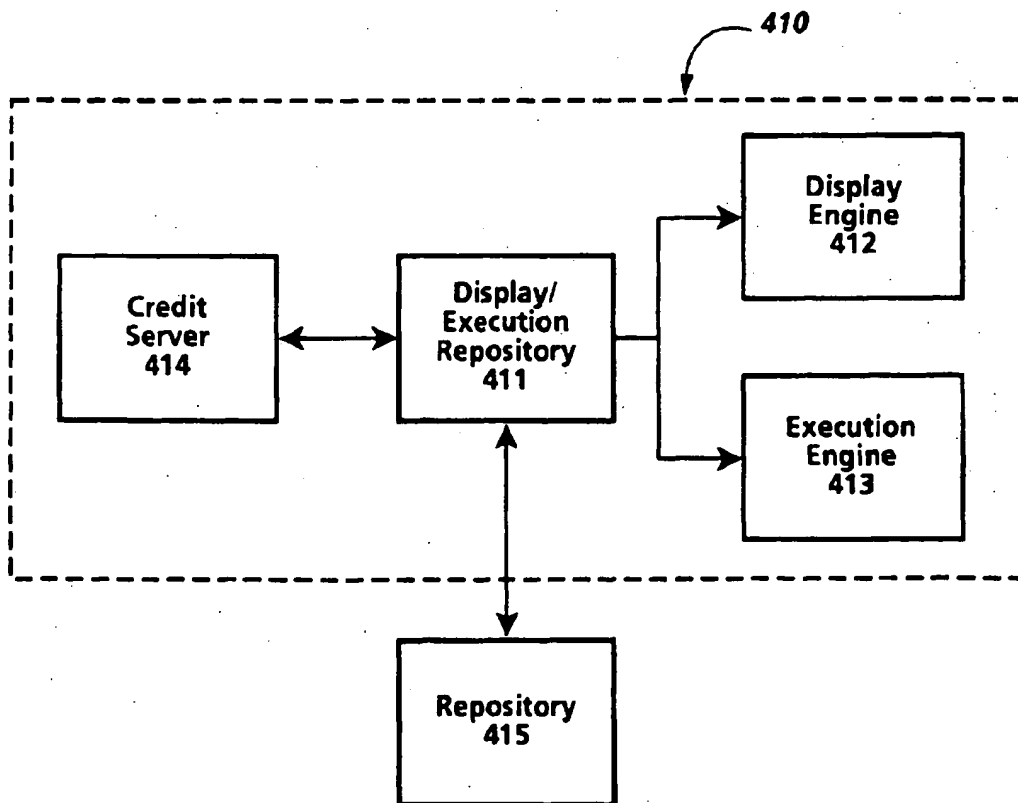 410
Display
Engine
412
Credit
Server
414
Display/
Execution
Repository
411
Execution
Engine
413
Repository
415